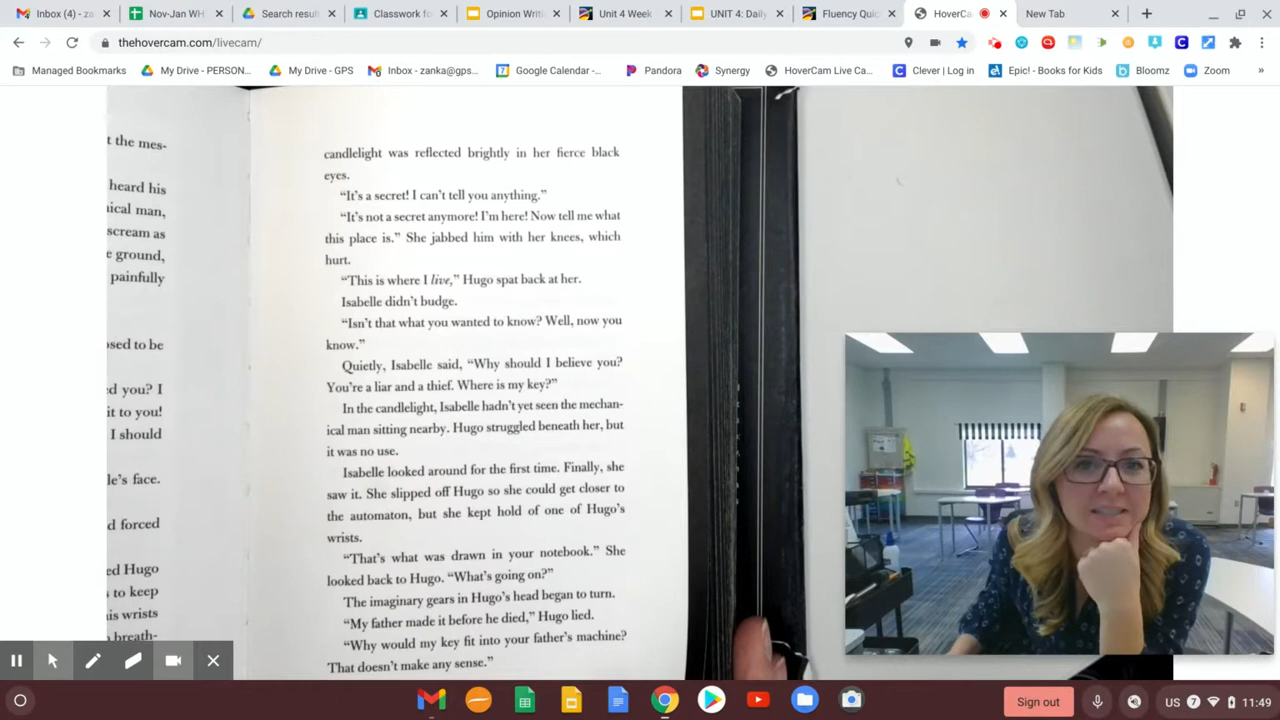 Inbox (4) - za
Nov-Jan WH
Search resul
Classwork fo
Opinion Writi
Unit 4 Week
UNIT 4: Daily
Fluency Quic
HoverCa
New Tab
thehovercam.com/livecam/
Managed Bookmarks
My Drive - PERSON...
My Drive - GPS
Inbox - zanka@gps...
Google Calendar -...
Pandora
Synergy
HoverCam Live Ca...
Clever | Log in
Epic! - Books for Kids
Bloomz
Zoom
»
t the mes-
heard his
ical man,
scream as
e ground,
painfully
sed to be
d you? I
it to you!
I should
le's face.
d forced
ed Hugo
to keep
is wrists
breath-
candlelight was reflected brightly in her fierce black
eyes.
“It's a secret! I can't tell you anything.”
“It's not a secret anymore! I'm here! Now tell me what
this place is.” She jabbed him with her knees, which
hurt.
“This is where I live,” Hugo spat back at her.
Isabelle didn't budge.
“Isn't that what you wanted to know? Well, now you
know.”
Quietly, Isabelle said, “Why should I believe you?
You're a liar and a thief. Where is my key?”
In the candlelight, Isabelle hadn't yet seen the mechan-
ical man sitting nearby. Hugo struggled beneath her, but
it was no use.
Isabelle looked around for the first time. Finally, she
saw it. She slipped off Hugo so she could get closer to
the automaton, but she kept hold of one of Hugo's
wrists.
“That's what was drawn in your notebook.” She
looked back to Hugo. “What's going on?”
The imaginary gears in Hugo's head began to turn.
“My father made it before he died,” Hugo lied.
“Why would my key fit into your father's machine?
That doesn't make any sense.”
Sign out
US
7
11:49